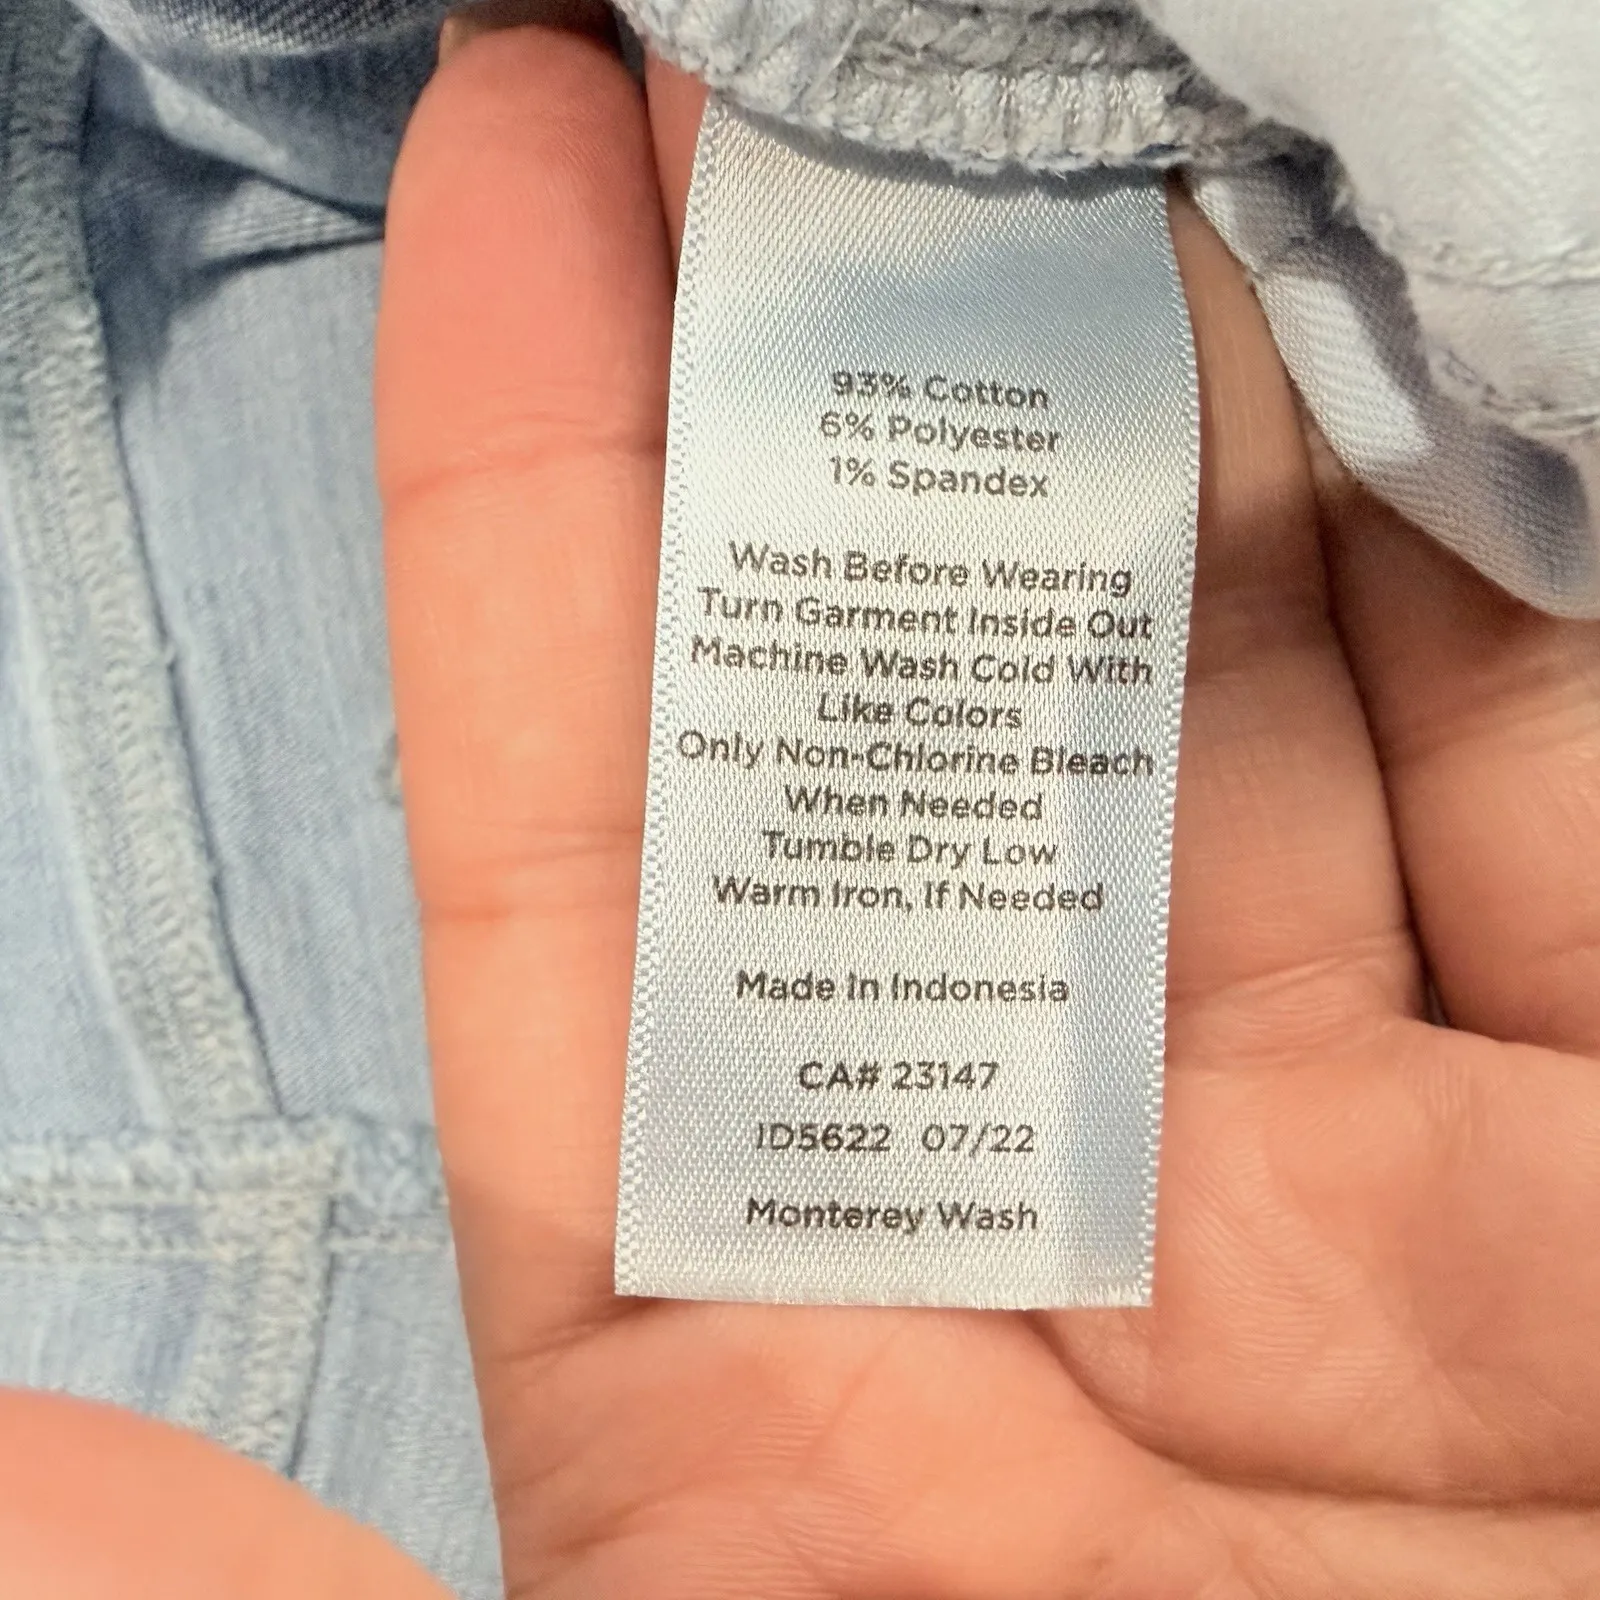 93% Cotton
6% Polyester
1% Spandex
Wash Before Wearing
Turn Garment Inside Out
Machine Wash Cold With
Like Colors
Only Non-Chlorine Bleach
When Needed
Tumble Dry Low
Warm Iron, If Needed
Made in Indonesia
CA# 23147
ID5622 07/22
Monterey Wash